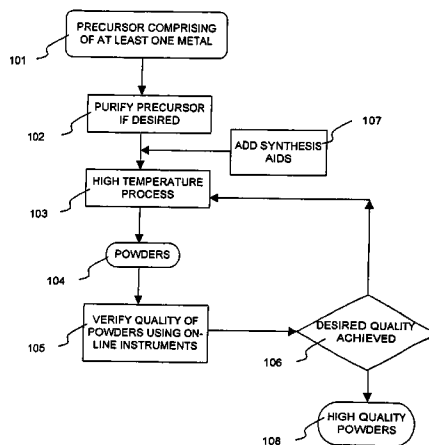 PRECURSOR COMPRISING
OF AT LEAST ONE METAL
101
PURIFY PRECURSOR
IF DESIRED
102
107
ADD SYNTHESIS
AIDS
HIGH TEMPERATURE
PROCESS
103
POWDERS
104
VERIFY QUALITY OF
POWDERS USING ON-
LINE INSTRUMENTS
105
DESIRED QUALITY
ACHIEVED
106
HIGH QUALITY
POWDERS
108